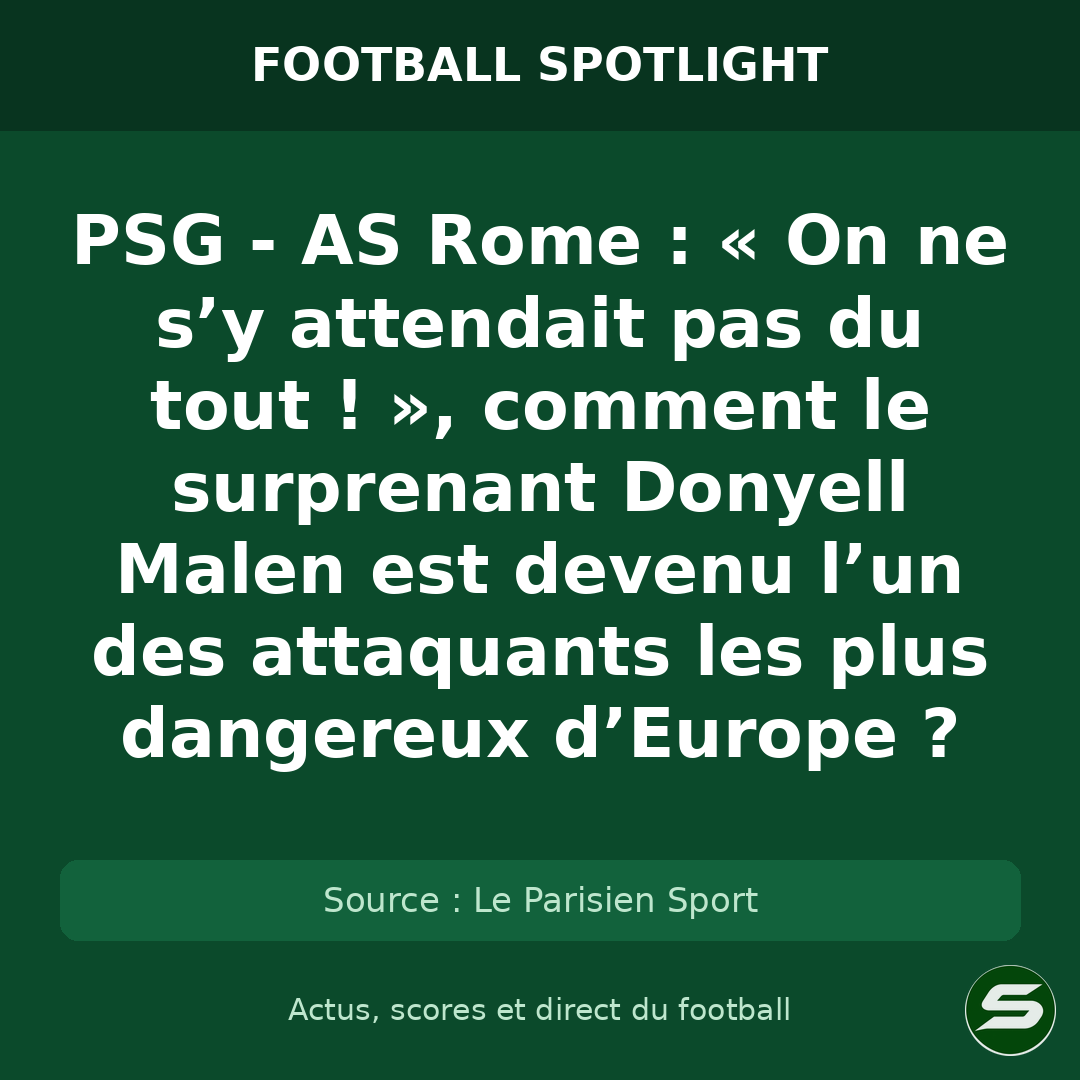 FOOTBALL SPOTLIGHT
PSG - AS Rome : « On ne
s’y attendait pas du
tout ! », comment le
surprenant Donyell
Malen est devenu l’un
des attaquants les plus
dangereux d’Europe ?
Source : Le Parisien Sport
Actus, scores et direct du football